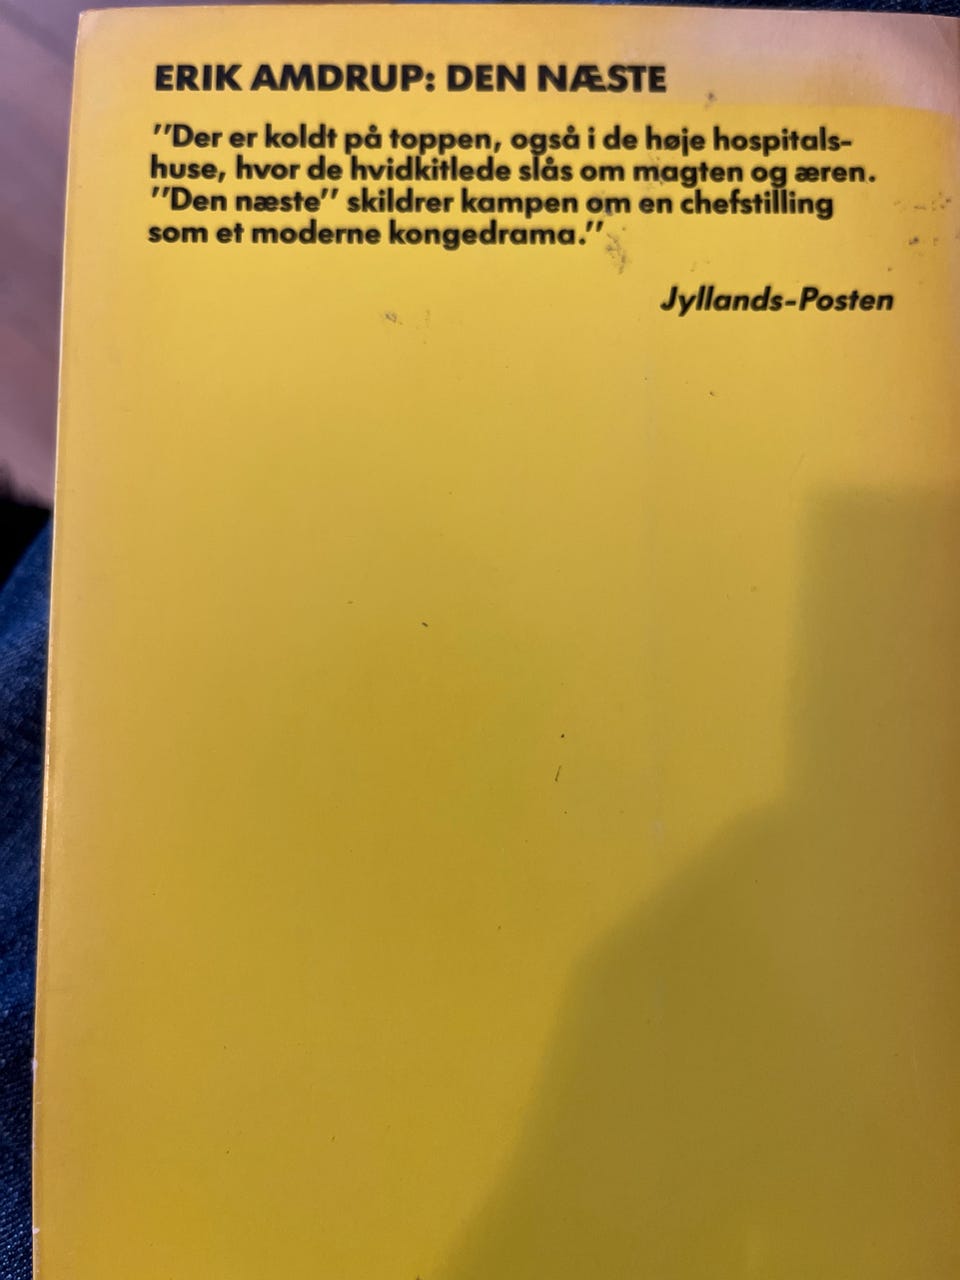 ERIK AMDRUP: DEN NÆSTE
"Der er koldt på toppen, også i de høje hospitals-
huse, hvor de hvidkitlede slås om magten og æren.
"Den næste" skildrer kampen om en chefstilling
som et moderne kongedrama."
Jyllands-Posten